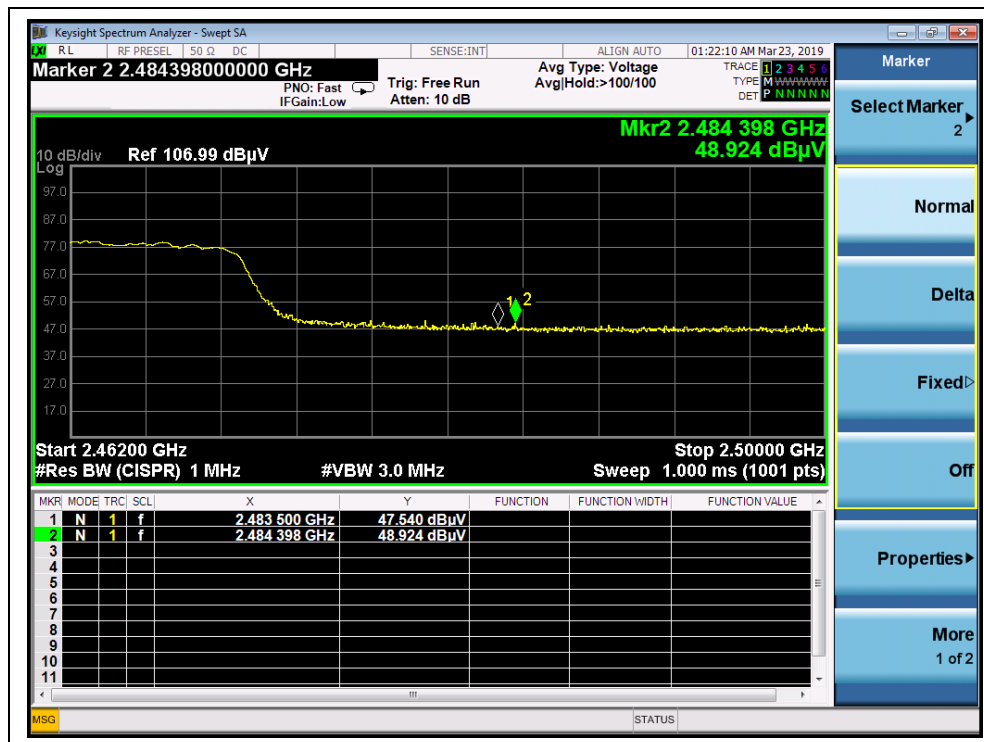 Keysight Spectrum Analyzer - Swept SA
LXI RL RF PRESEL 50 Ω DC SENSE:INT ALIGN AUTO 01:22:10 AM Mar 23, 2019
Marker 2 2.484398000000 GHz
PNO: Fast
IFGain:Low
Trig: Free Run
Atten: 10 dB
Avg Type: Voltage
Avg|Hold:>100/100
TRACE 1 2 3 4 5 6
TYPE M WWWWW
DET P N N N N N
Mkr2 2.484 398 GHz
48.924 dBµV
10 dB/div Ref 106.99 dBµV
Log
97.0
87.0
77.0
67.0
57.0
47.0
37.0
27.0
17.0
1 2
Start 2.46200 GHz Stop 2.50000 GHz
#Res BW (CISPR) 1 MHz #VBW 3.0 MHz Sweep 1.000 ms (1001 pts)
MKR MODE TRC SCL X Y FUNCTION FUNCTION WIDTH FUNCTION VALUE
1 N 1 f 2.483 500 GHz 47.540 dBµV
2 N 1 f 2.484 398 GHz 48.924 dBµV
3
4
5
6
7
8
9
10
11
MSG STATUS
Marker
Select Marker
2
Normal
Delta
Fixed
Off
Properties
More
1 of 2